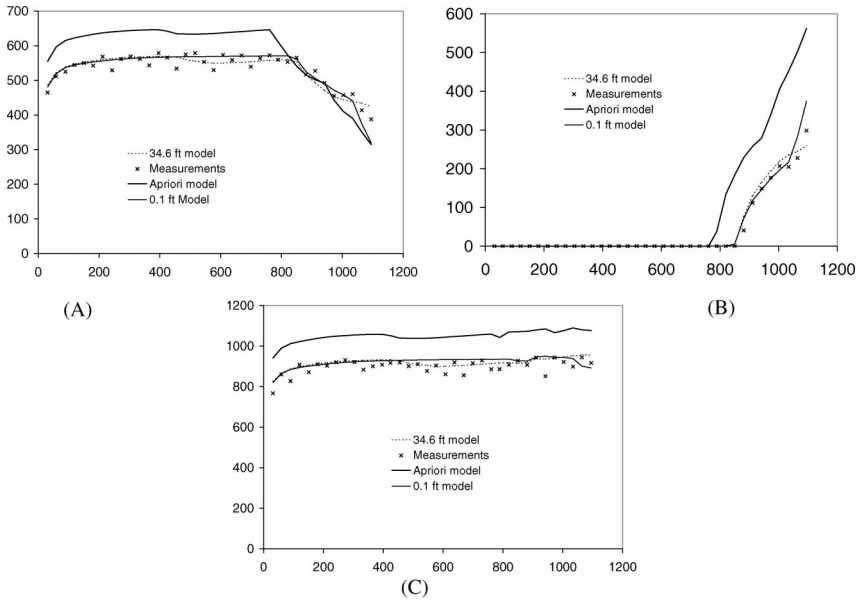 700
600
500
400
300
200
100
0
0 200 400 600 800 1000 1200
34.6 ft model
Measurements
Apriori model
0.1 ft Model
(A)
600
500
400
300
200
100
0
0 200 400 600 800 1000 1200
34.6 ft model
Measurements
Apriori model
0.1 ft model
(B)
1200
1000
800
600
400
200
0
0 200 400 600 800 1000 1200
34.6 ft model
Measurements
Apriori model
0.1 ft model
(C)